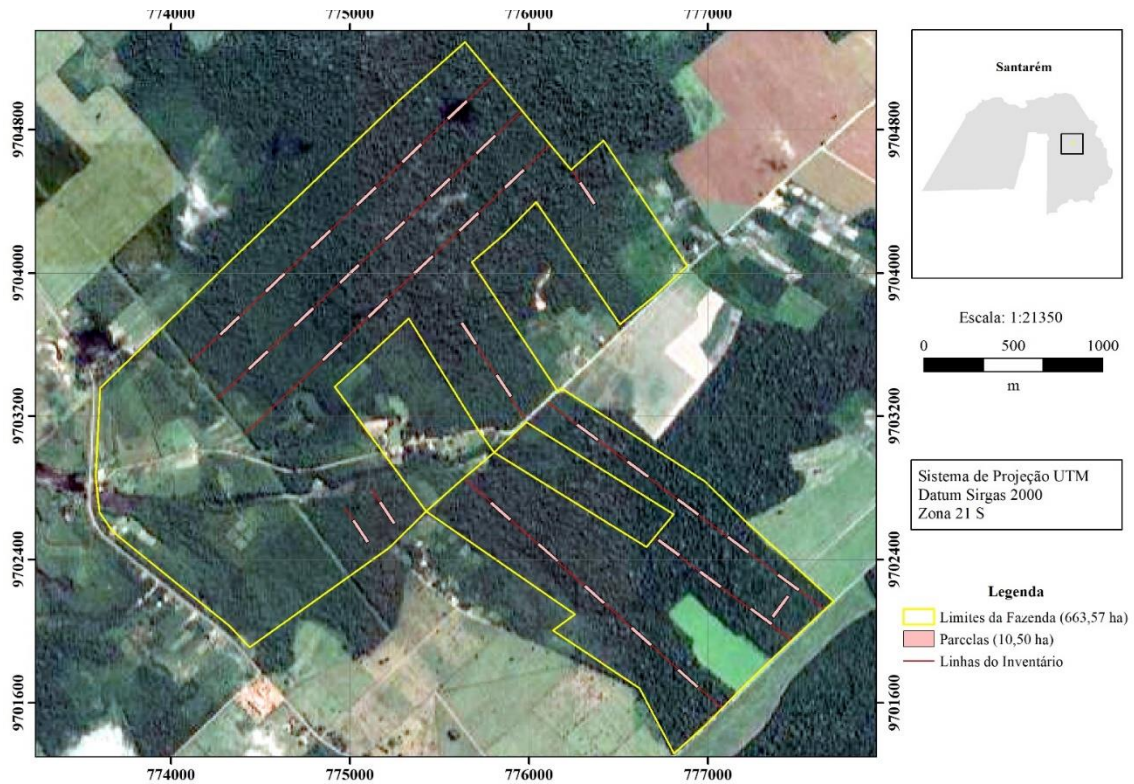 774000 775000 776000 777000
9704800
9704000
9703200
9702400
9701600
9704800
9704000
9703200
9702400
9701600
774000 775000 776000 777000
Santarém
Escala: 1:21350
0 500 1000
m
Sistema de Projeção UTM
Datum Sirgas 2000
Zona 21 S
Legenda
Limites da Fazenda (663,57 ha)
Parcelas (10,50 ha)
Linhas do Inventário